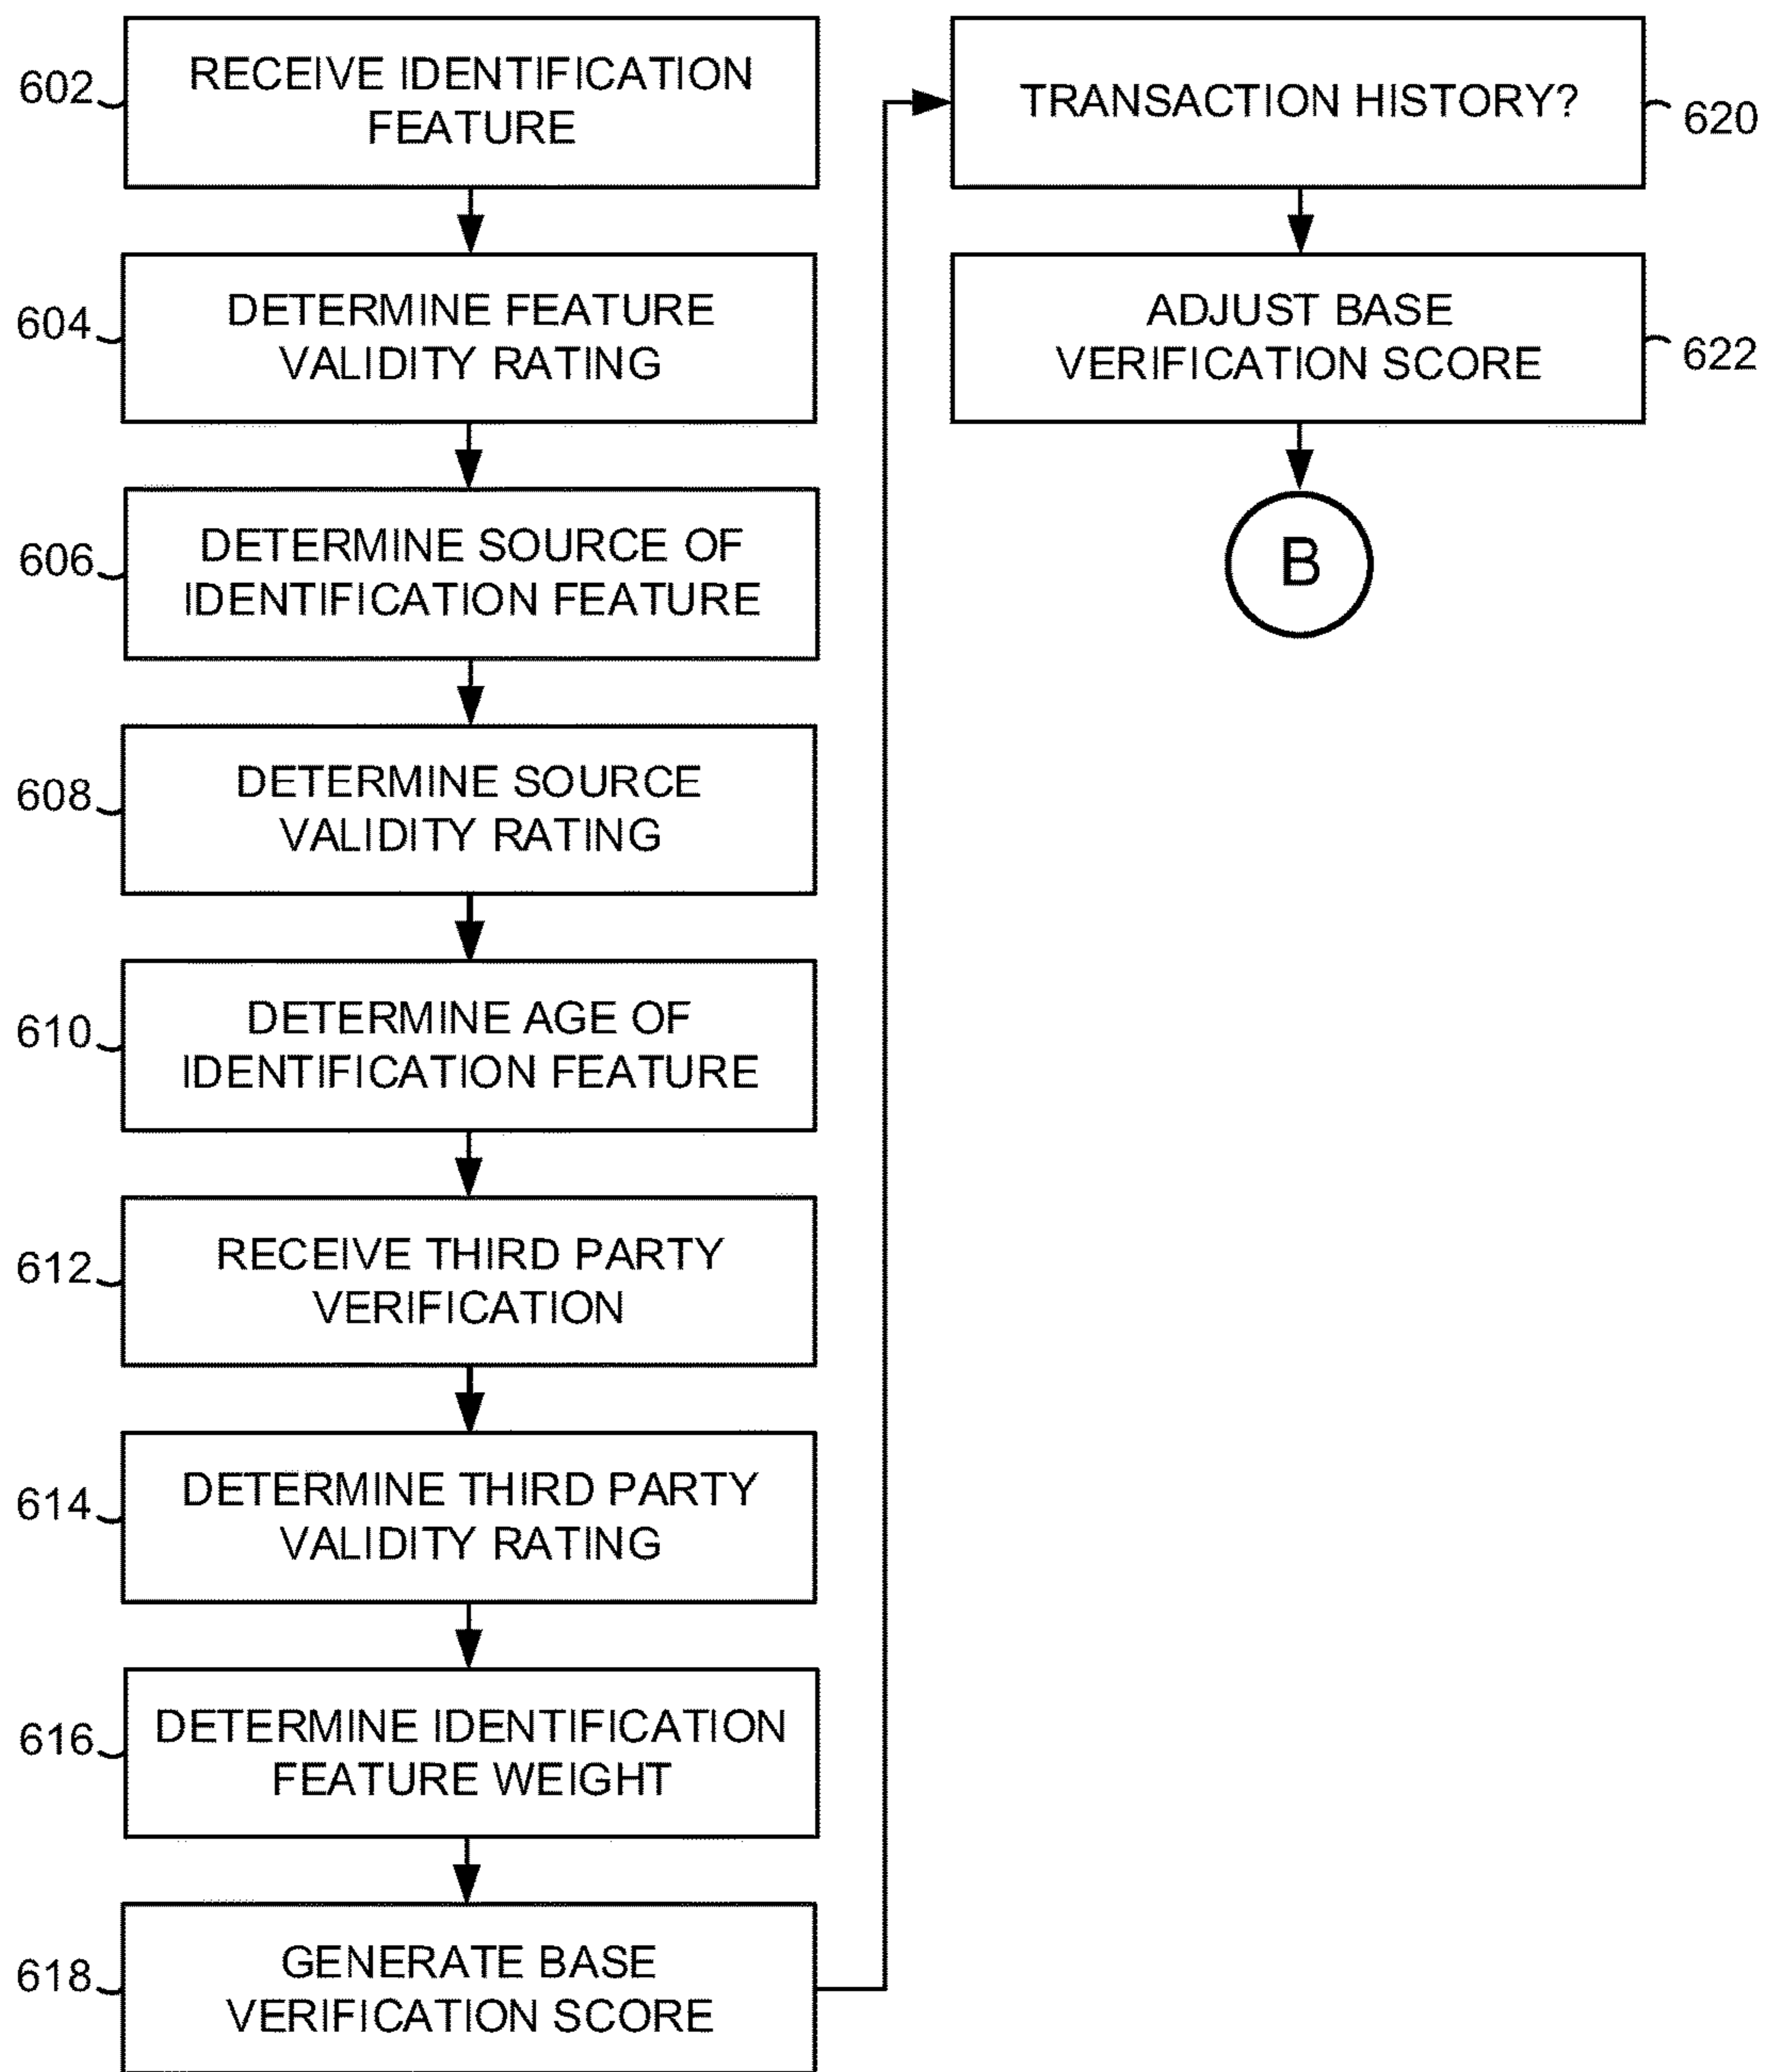 602
RECEIVE IDENTIFICATION
FEATURE
604
DETERMINE FEATURE
VALIDITY RATING
606
DETERMINE SOURCE OF
IDENTIFICATION FEATURE
608
DETERMINE SOURCE
VALIDITY RATING
610
DETERMINE AGE OF
IDENTIFICATION FEATURE
612
RECEIVE THIRD PARTY
VERIFICATION
614
DETERMINE THIRD PARTY
VALIDITY RATING
616
DETERMINE IDENTIFICATION
FEATURE WEIGHT
618
GENERATE BASE
VERIFICATION SCORE
TRANSACTION HISTORY?
620
ADJUST BASE
VERIFICATION SCORE
622
B